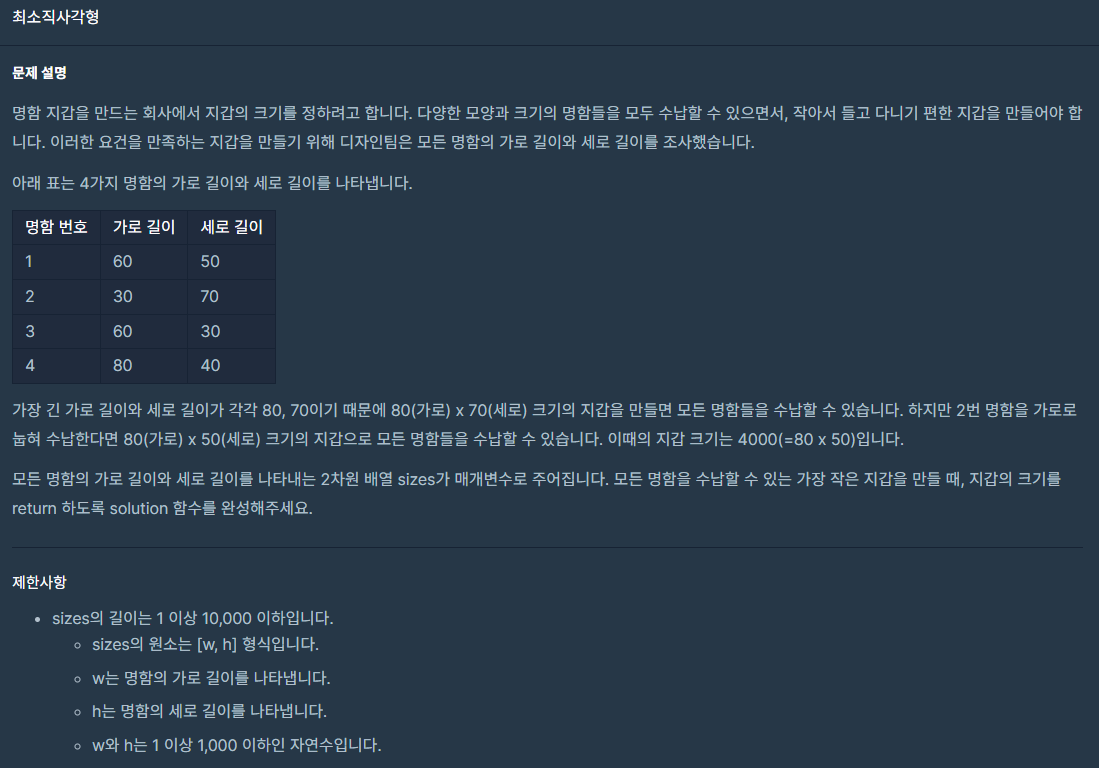 최소직사각형
문제 설명
명함 지갑을 만드는 회사에서 지갑의 크기를 정하려고 합니다. 다양한 모양과 크기의 명함들을 모두 수납할 수 있으면서, 작아서 들고 다니기 편한 지갑을 만들어야 합
니다. 이러한 요건을 만족하는 지갑을 만들기 위해 디자인팀은 모든 명함의 가로 길이와 세로 길이를 조사했습니다.
아래 표는 4가지 명함의 가로 길이와 세로 길이를 나타냅니다.
명함 번호 가로 길이 세로 길이
1 60 50
2 30 70
3 60 30
4 80 40
가장 긴 가로 길이와 세로 길이가 각각 80, 70이기 때문에 80(가로) x 70(세로) 크기의 지갑을 만들면 모든 명함들을 수납할 수 있습니다. 하지만 2번 명함을 가로로
눕혀 수납한다면 80(가로) x 50(세로) 크기의 지갑으로 모든 명함들을 수납할 수 있습니다. 이때의 지갑 크기는 4000(=80 x 50)입니다.
모든 명함의 가로 길이와 세로 길이를 나타내는 2차원 배열 sizes가 매개변수로 주어집니다. 모든 명함을 수납할 수 있는 가장 작은 지갑을 만들 때, 지갑의 크기를
return 하도록 solution 함수를 완성해주세요.
제한사항
• sizes의 길이는 1 이상 10,000 이하입니다.
◦ sizes의 원소는 [w, h] 형식입니다.
◦ w는 명함의 가로 길이를 나타냅니다.
◦ h는 명함의 세로 길이를 나타냅니다.
◦ w와 h는 1 이상 1,000 이하인 자연수입니다.